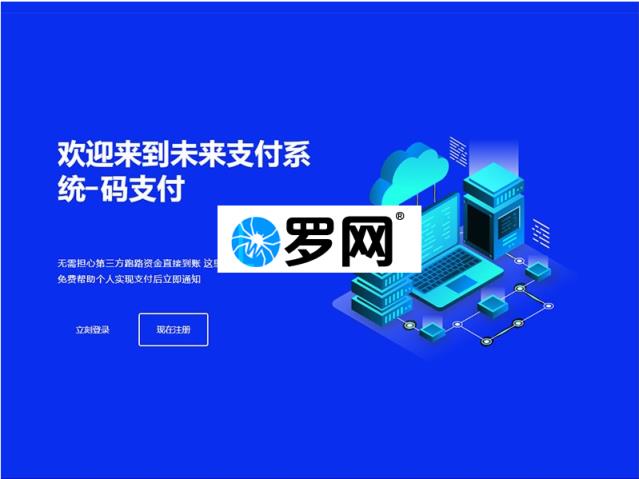 欢迎来到未来支付系
统-码支付
罗网®
无需担心第三方跑路资金直接到账 这
免费帮助个人实现支付后立即通知
立刻登录
现在注册